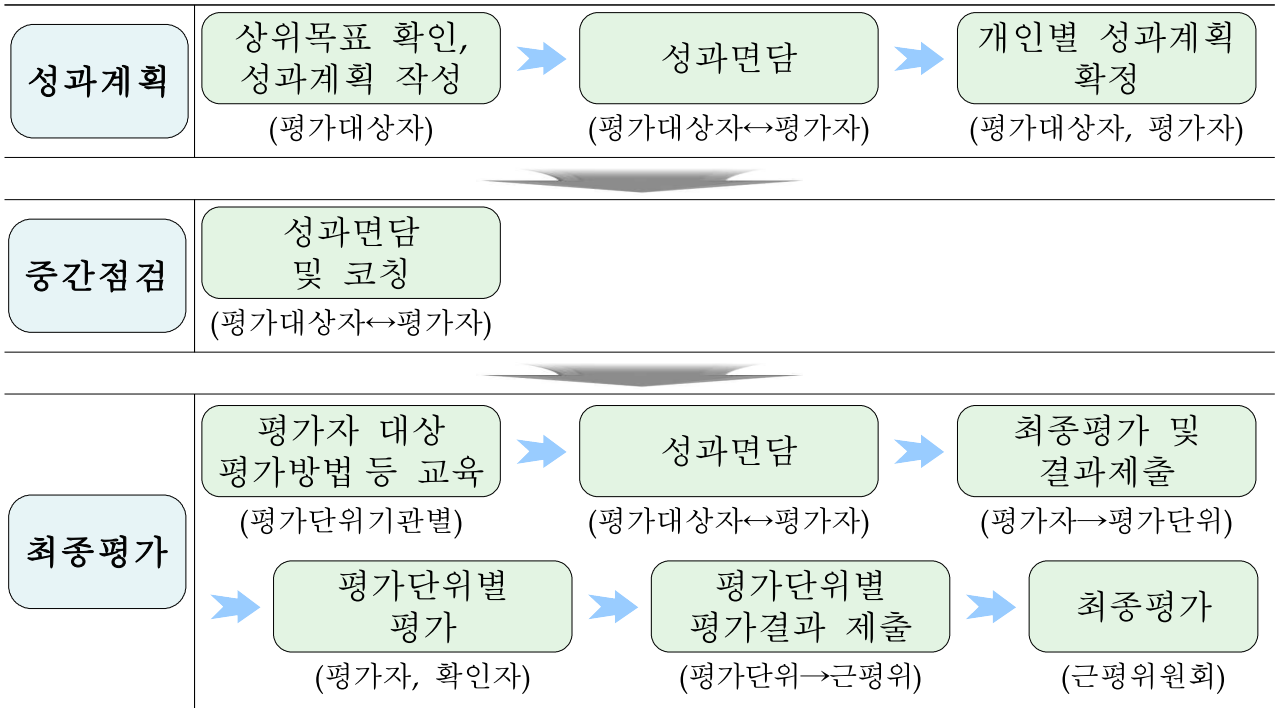 성과계획
상위목표 확인,
성과계획 작성
(평가대상자)
성과면담
(평가대상자↔평가자)
개인별 성과계획
확정
(평가대상자, 평가자)
중간점검
성과면담
및 코칭
(평가대상자↔평가자)
최종평가
평가자 대상
평가방법 등 교육
(평가단위기관별)
성과면담
(평가대상자↔평가자)
최종평가 및
결과제출
(평가자→평가단위)
평가단위별
평가
(평가자, 확인자)
평가단위별
평가결과 제출
(평가단위→근평위)
최종평가
(근평위원회)